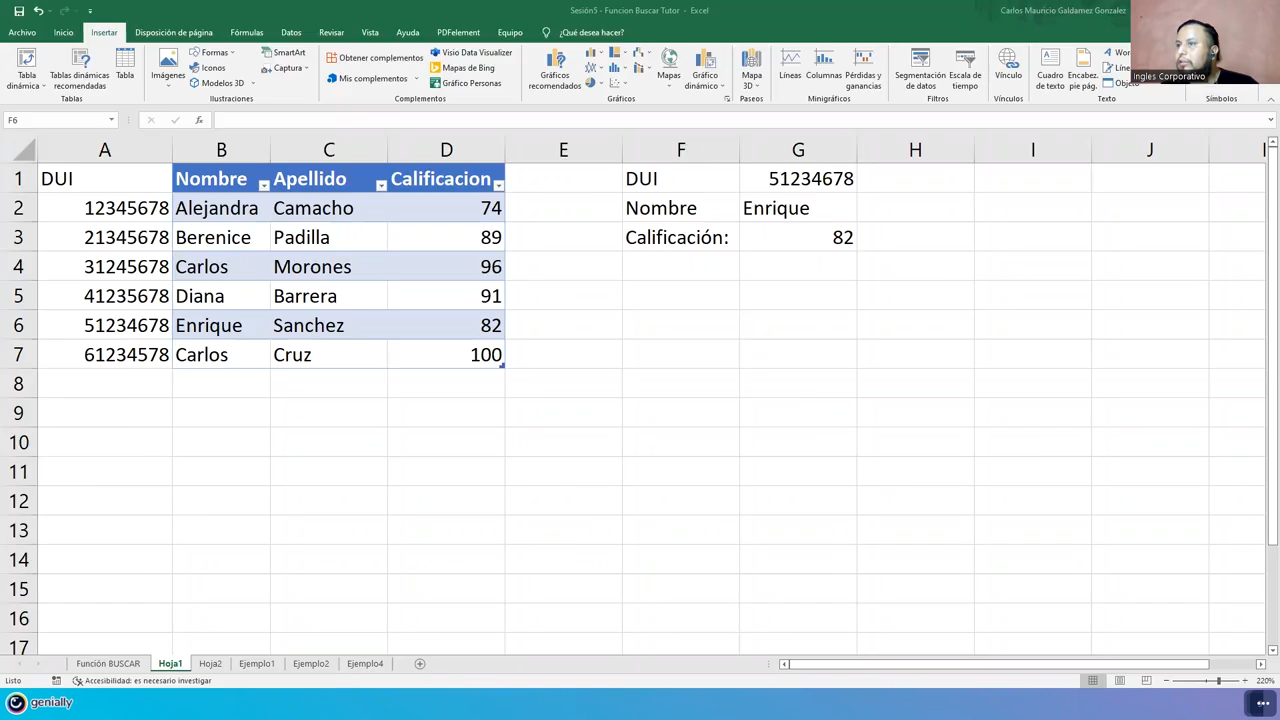 Sesión5 - Funcion Buscar Tutor - Excel
Carlos Mauricio Galdamez Gonzalez
Archivo Inicio Insertar Disposición de página Fórmulas Datos Revisar Vista Ayuda PDFelement Equipo ¿Qué desea hacer?
Tabla dinámica
Tablas dinámicas recomendadas
Tabla
Tablas
Imágenes
Formas
Iconos
Modelos 3D
SmartArt
Captura
Ilustraciones
Obtener complementos
Mis complementos
Visio Data Visualizer
Mapas de Bing
Gráfico Personas
Complementos
Gráficos recomendados
Mapas
Gráfico dinámico
Gráficos
Mapa 3D
Paseos
Líneas
Columnas
Pérdidas y ganancias
Minigráficos
Segmentación de datos
Escala de tiempo
Filtros
Vínculo
Vínculos
Cuadro de texto
Encabez. pie pág.
Objeto
Texto
Símbolos
Ingles Corporativo
F6
fx
A B C D E F G H I J
1 DUI Nombre Apellido Calificacion DUI 51234678
2 12345678 Alejandra Camacho 74 Nombre Enrique
3 21345678 Berenice Padilla 89 Calificación: 82
4 31245678 Carlos Morones 96
5 41235678 Diana Barrera 91
6 51234678 Enrique Sanchez 82
7 61234578 Carlos Cruz 100
8
9
10
11
12
13
14
15
16
17
Función BUSCAR Hoja1 Hoja2 Ejemplo1 Ejemplo2 Ejemplo4
Listo Accesibilidad: es necesario investigar 220%
genially